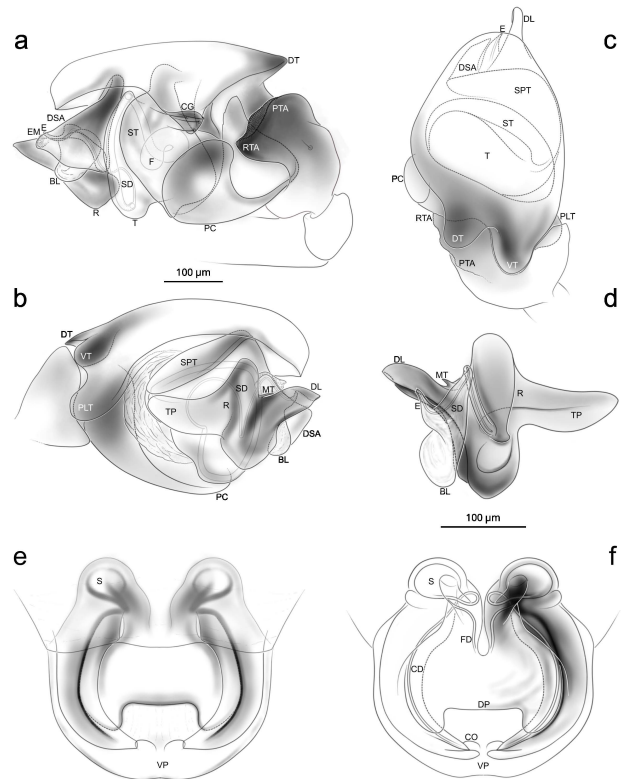 a
DT
CG
PTA
DSA
E
EM
ST
F
RTA
BL
SD
R
T
PC
100 µm
c
DL
E
DSA
SPT
ST
T
PC
RTA
PLT
DT
PTA
VT
b
DT
VT
SPT
SD
MT
DL
PLT
TP
R
DSA
BL
PC
d
DL
MT
R
E
SD
TP
BL
100 µm
e
S
VP
f
S
FD
CD
DP
CO
VP